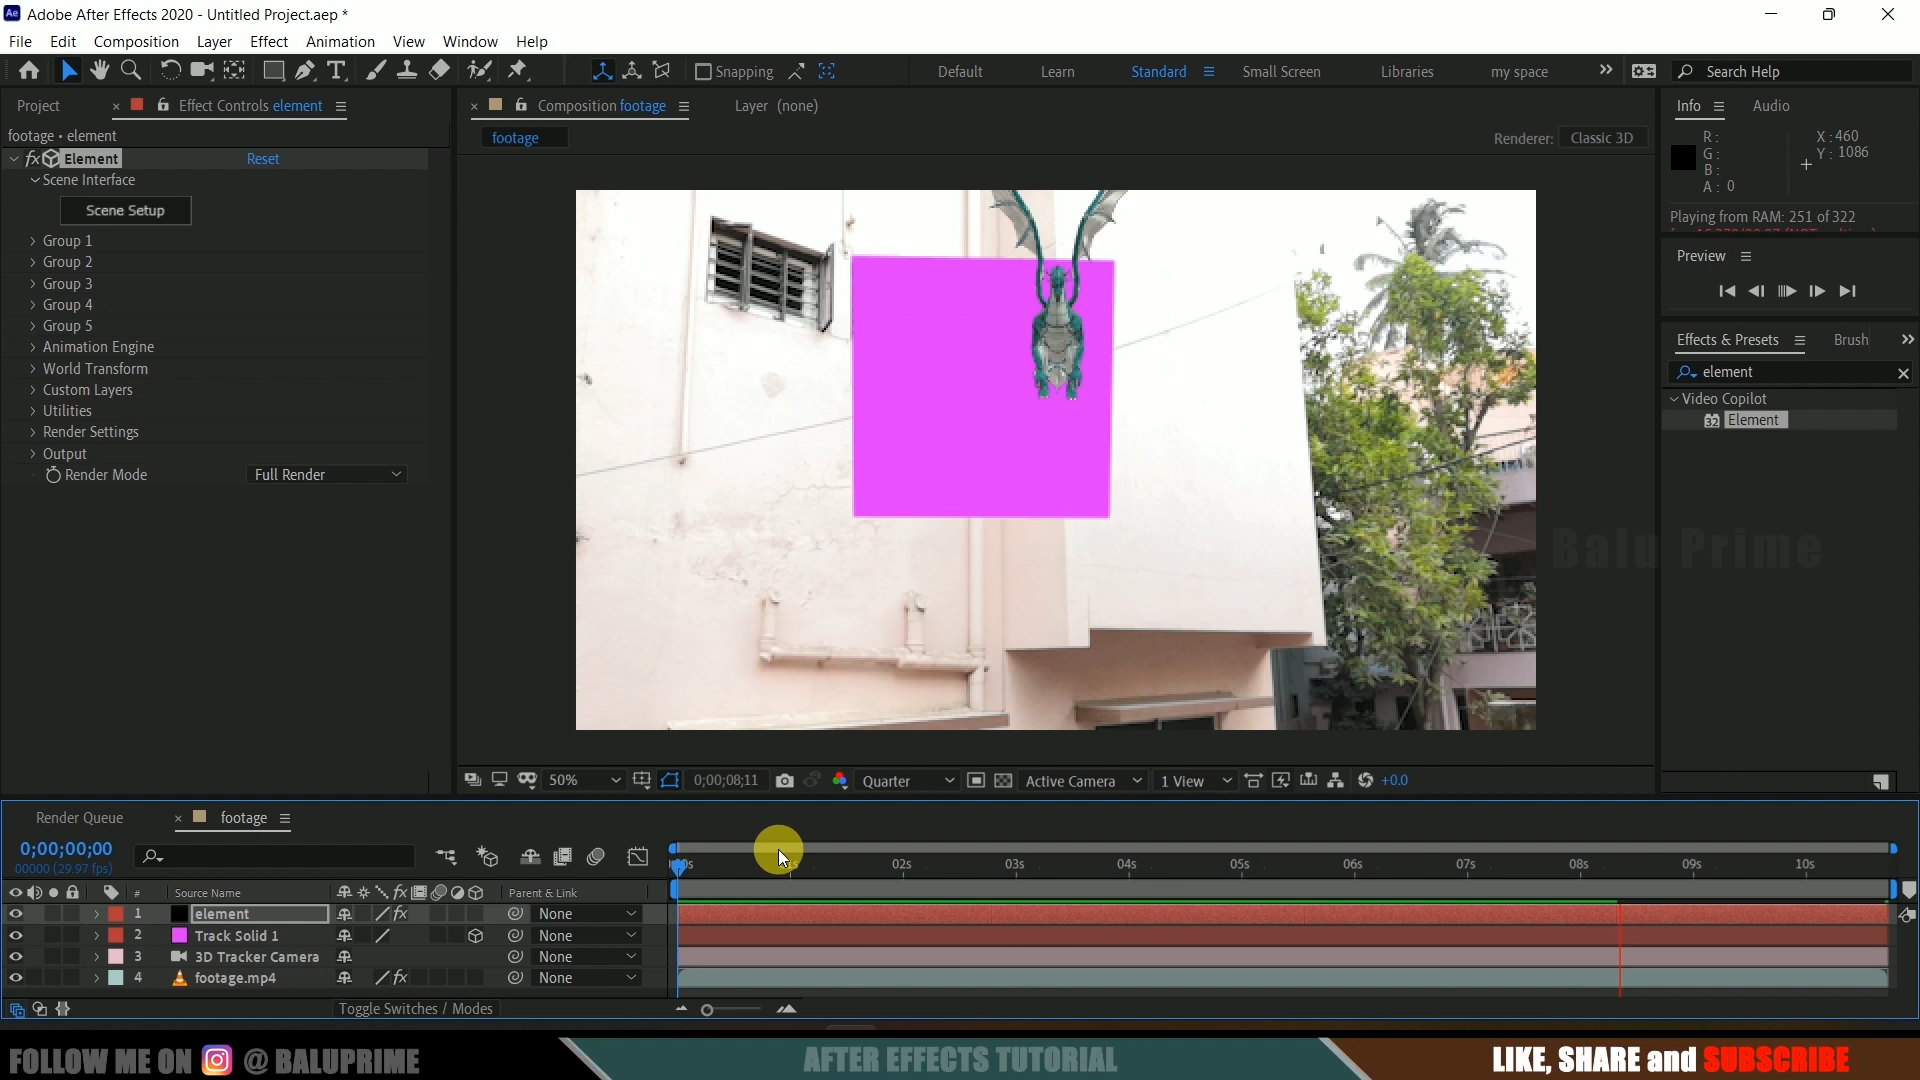 Adobe After Effects 2020 - Untitled Project.aep *
File Edit Composition Layer Effect Animation View Window Help
Snapping Default Learn Standard Small Screen Libraries my space Search Help
Project Effect Controls element Composition footage Layer (none) Info Audio
footage • element
footage Renderer: Classic 3D
R: X: 460
G: Y: 1086
B:
A: 0
fx Element Reset
Scene Interface
Scene Setup
Playing from RAM: 251 of 322
Group 1
Group 2
Preview
Group 3
Group 4
Group 5
Effects & Presets Brush
Animation Engine
World Transform
element
Custom Layers
Video Copilot
Utilities
32 Element
Render Settings
Output
Render Mode Full Render
Balu Prime
50% 0;00;08;11 Quarter Active Camera 1 View +0.0
Render Queue footage
0;00;00;00
00000 (29.97 fps)
02s 03s 04s 05s 06s 07s 08s 09s 10s
# Source Name fx Parent & Link
1 element fx None
2 Track Solid 1 None
3 3D Tracker Camera None
4 footage.mp4 fx None
Toggle Switches / Modes
FOLLOW ME ON @ BALUPRIME AFTER EFFECTS TUTORIAL LIKE, SHARE and SUBSCRIBE